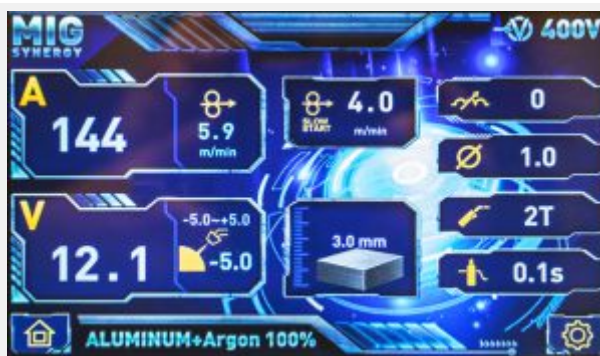 MIG
SYNERGY
400V
A
144
5.9
m/min
SLOW
START
4.0
m/min
0
1.0
V
12.1
-5.0~+5.0
-5.0
3.0 mm
2T
0.1s
ALUMINUM+Argon 100%